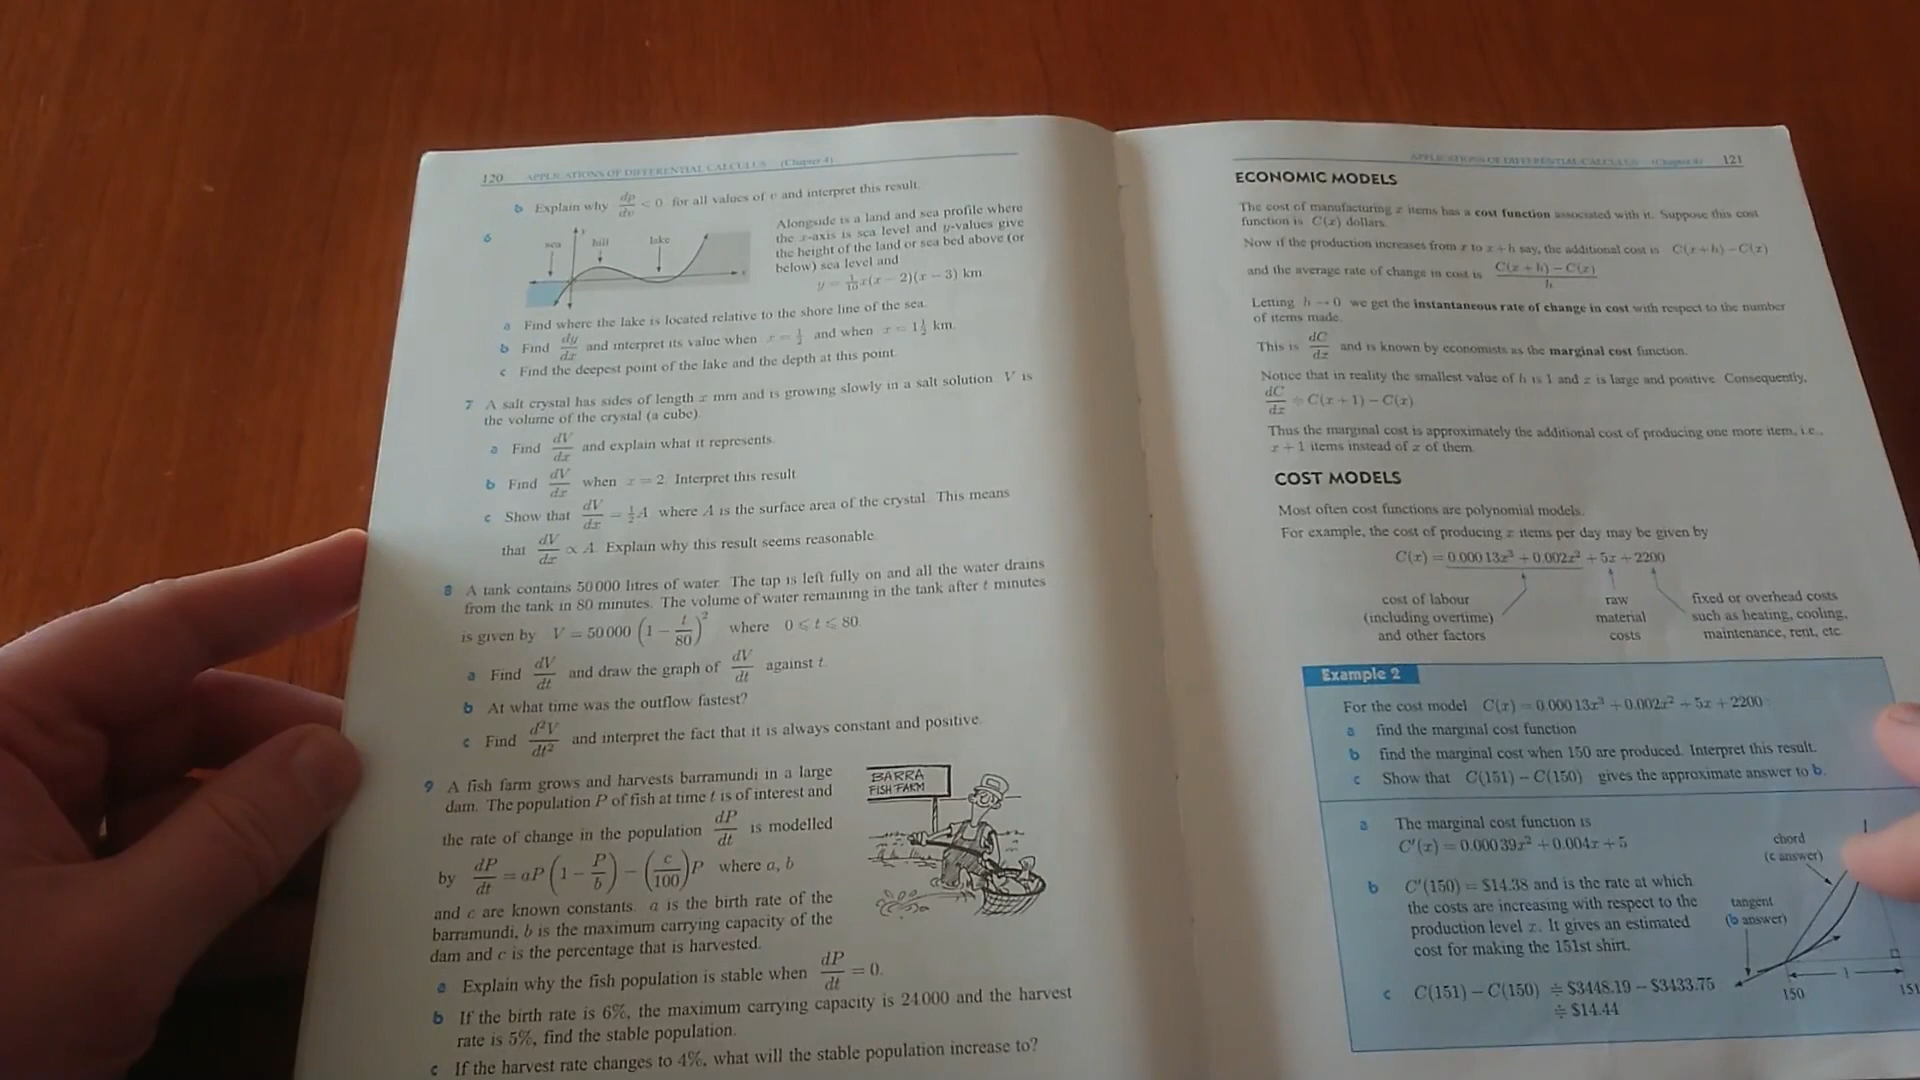 120 APPLICATIONS OF DIFFERENTIAL CALCULUS (Chapter 4)
b Explain why dp/dv < 0 for all values of v and interpret this result.
6
sea hill lake y x
Alongside is a land and sea profile where
the x-axis is sea level and y-values give
the height of the land or sea bed above (or
below) sea level and
y = 1/10 x(x − 2)(x − 3) km
a Find where the lake is located relative to the shore line of the sea.
b Find dy/dx and interpret its value when x = 1/2 and when x = 1 1/2 km.
c Find the deepest point of the lake and the depth at this point.
7 A salt crystal has sides of length x mm and is growing slowly in a salt solution. V is
the volume of the crystal (a cube).
a Find dV/dx and explain what it represents.
b Find dV/dx when x = 2. Interpret this result.
c Show that dV/dx = 1/2 A where A is the surface area of the crystal. This means
that dV/dx ∝ A. Explain why this result seems reasonable.
8 A tank contains 50 000 litres of water. The tap is left fully on and all the water drains
from the tank in 80 minutes. The volume of water remaining in the tank after t minutes
is given by V = 50 000 (1 − t/80)² where 0 ⩽ t ⩽ 80.
a Find dV/dt and draw the graph of dV/dt against t.
b At what time was the outflow fastest?
c Find d²V/dt² and interpret the fact that it is always constant and positive.
9 A fish farm grows and harvests barramundi in a large
dam. The population P of fish at time t is of interest and
the rate of change in the population dP/dt is modelled
by dP/dt = aP(1 − P/b) − (c/100)P where a, b
and c are known constants. a is the birth rate of the
barramundi, b is the maximum carrying capacity of the
dam and c is the percentage that is harvested.
BARRA
FISH FARM
a Explain why the fish population is stable when dP/dt = 0.
b If the birth rate is 6%, the maximum carrying capacity is 24 000 and the harvest
rate is 5%, find the stable population.
c If the harvest rate changes to 4%, what will the stable population increase to?
APPLICATIONS OF DIFFERENTIAL CALCULUS (Chapter 4) 121
ECONOMIC MODELS
The cost of manufacturing x items has a cost function associated with it. Suppose this cost
function is C(x) dollars.
Now if the production increases from x to x + h say, the additional cost is C(x + h) − C(x)
and the average rate of change in cost is C(x + h) − C(x)/h
Letting h → 0 we get the instantaneous rate of change in cost with respect to the number
of items made.
This is dC/dx and is known by economists as the marginal cost function.
Notice that in reality the smallest value of h is 1 and x is large and positive. Consequently,
dC/dx ≑ C(x + 1) − C(x)
Thus the marginal cost is approximately the additional cost of producing one more item, i.e.,
x + 1 items instead of x of them.
COST MODELS
Most often cost functions are polynomial models.
For example, the cost of producing x items per day may be given by
C(x) = 0.000 13x³ + 0.002x² + 5x + 2200
cost of labour
(including overtime)
and other factors
raw
material
costs
fixed or overhead costs
such as heating, cooling,
maintenance, rent, etc.
Example 2
For the cost model C(x) = 0.000 13x³ + 0.002x² + 5x + 2200 :
a find the marginal cost function
b find the marginal cost when 150 are produced. Interpret this result.
c Show that C(151) − C(150) gives the approximate answer to b.
a The marginal cost function is
C′(x) = 0.00039x² + 0.004x + 5
b C′(150) = $14.38 and is the rate at which
the costs are increasing with respect to the
production level x. It gives an estimated
cost for making the 151st shirt.
c C(151) − C(150) ≑ $3448.19 − $3433.75
≑ $14.44
chord
(c answer)
tangent
(b answer)
1
150 151